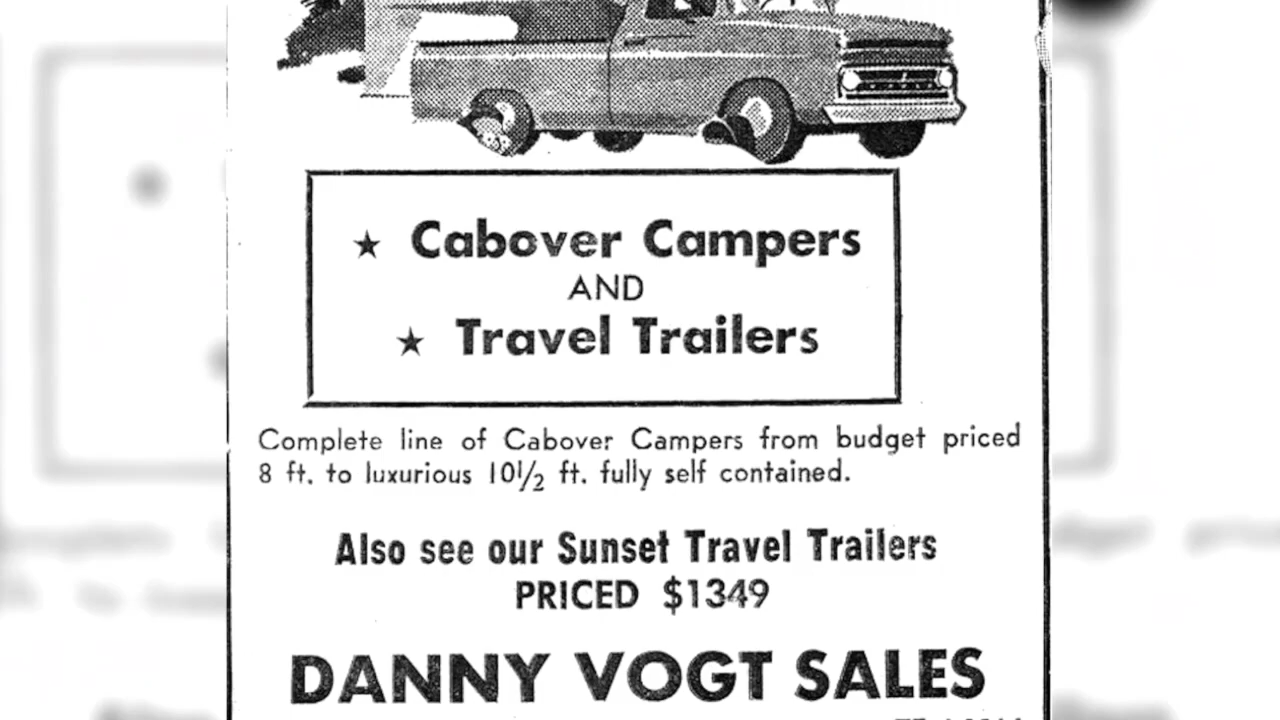 ★ Cabover Campers
AND
★ Travel Trailers
Complete line of Cabover Campers from budget priced
8 ft. to luxurious 10½ ft. fully self contained.
Also see our Sunset Travel Trailers
PRICED $1349
DANNY VOGT SALES